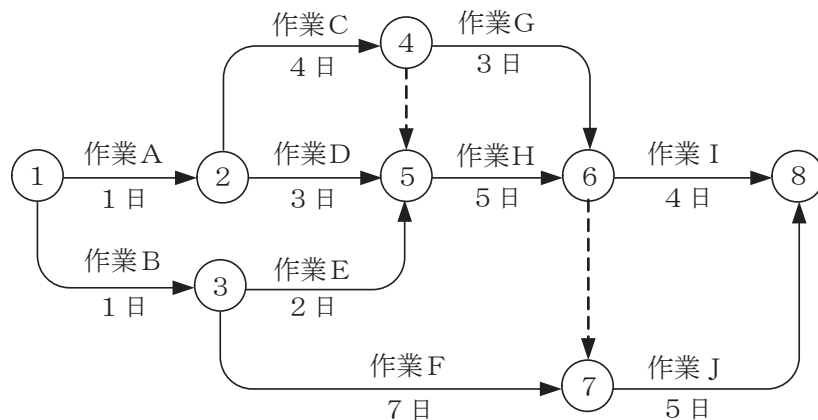 作業C
4日
④
作業G
3日
①
作業A
1日
②
作業D
3日
⑤
作業H
5日
⑥
作業I
4日
⑧
作業B
1日
③
作業E
2日
作業F
7日
⑦
作業J
5日